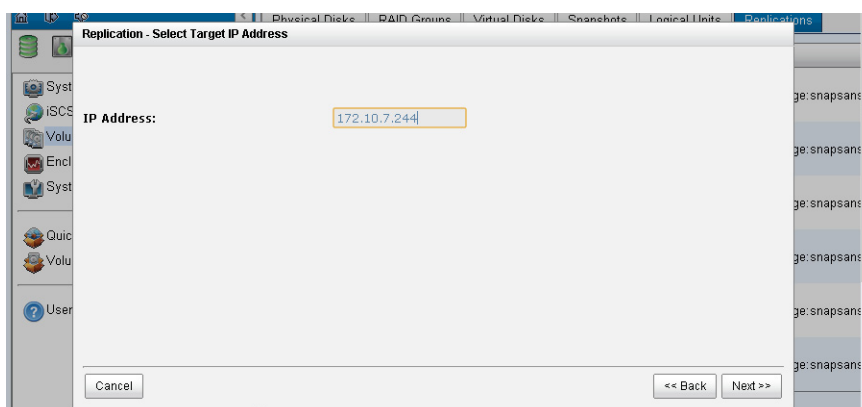 Physical Disks RAID Groups Virtual Disks Snapshots Logical Units Replications
Replication - Select Target IP Address
Syst
iSCS
Volu
Encl
Syst
Quic
Volu
User
IP Address:
172.10.7.244
ge:snapsans
ge:snapsans
ge:snapsans
ge:snapsans
ge:snapsans
ge:snapsans
Cancel
<< Back
Next >>